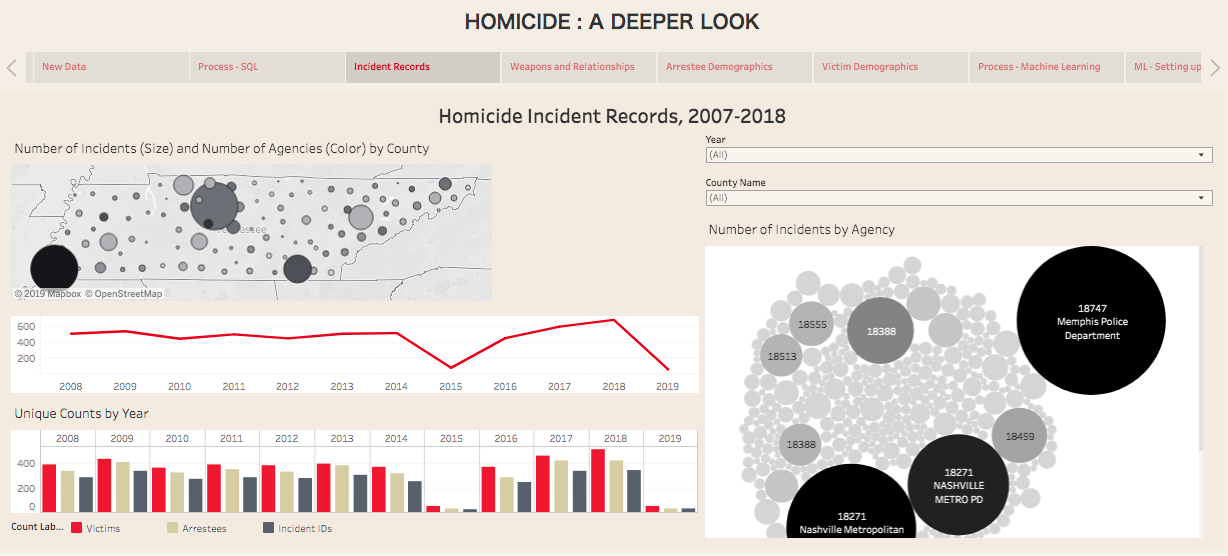 HOMICIDE : A DEEPER LOOK
New Data
Process - SQL
Incident Records
Weapons and Relationships
Arrestee Demographics
Victim Demographics
Process - Machine Learning
ML - Setting up
Homicide Incident Records, 2007-2018
Number of Incidents (Size) and Number of Agencies (Color) by County
© 2019 Mapbox © OpenStreetMap
600
400
200
2008 2009 2010 2011 2012 2013 2014 2015 2016 2017 2018 2019
Unique Counts by Year
2008 2009 2010 2011 2012 2013 2014 2015 2016 2017 2018 2019
400
200
0
Count Lab... Victims Arrestees Incident IDs
Year
(All)
County Name
(All)
Number of Incidents by Agency
18747
Memphis Police
Department
18555
18388
18513
18459
18388
18271
NASHVILLE
METRO PD
18271
Nashville Metropolitan